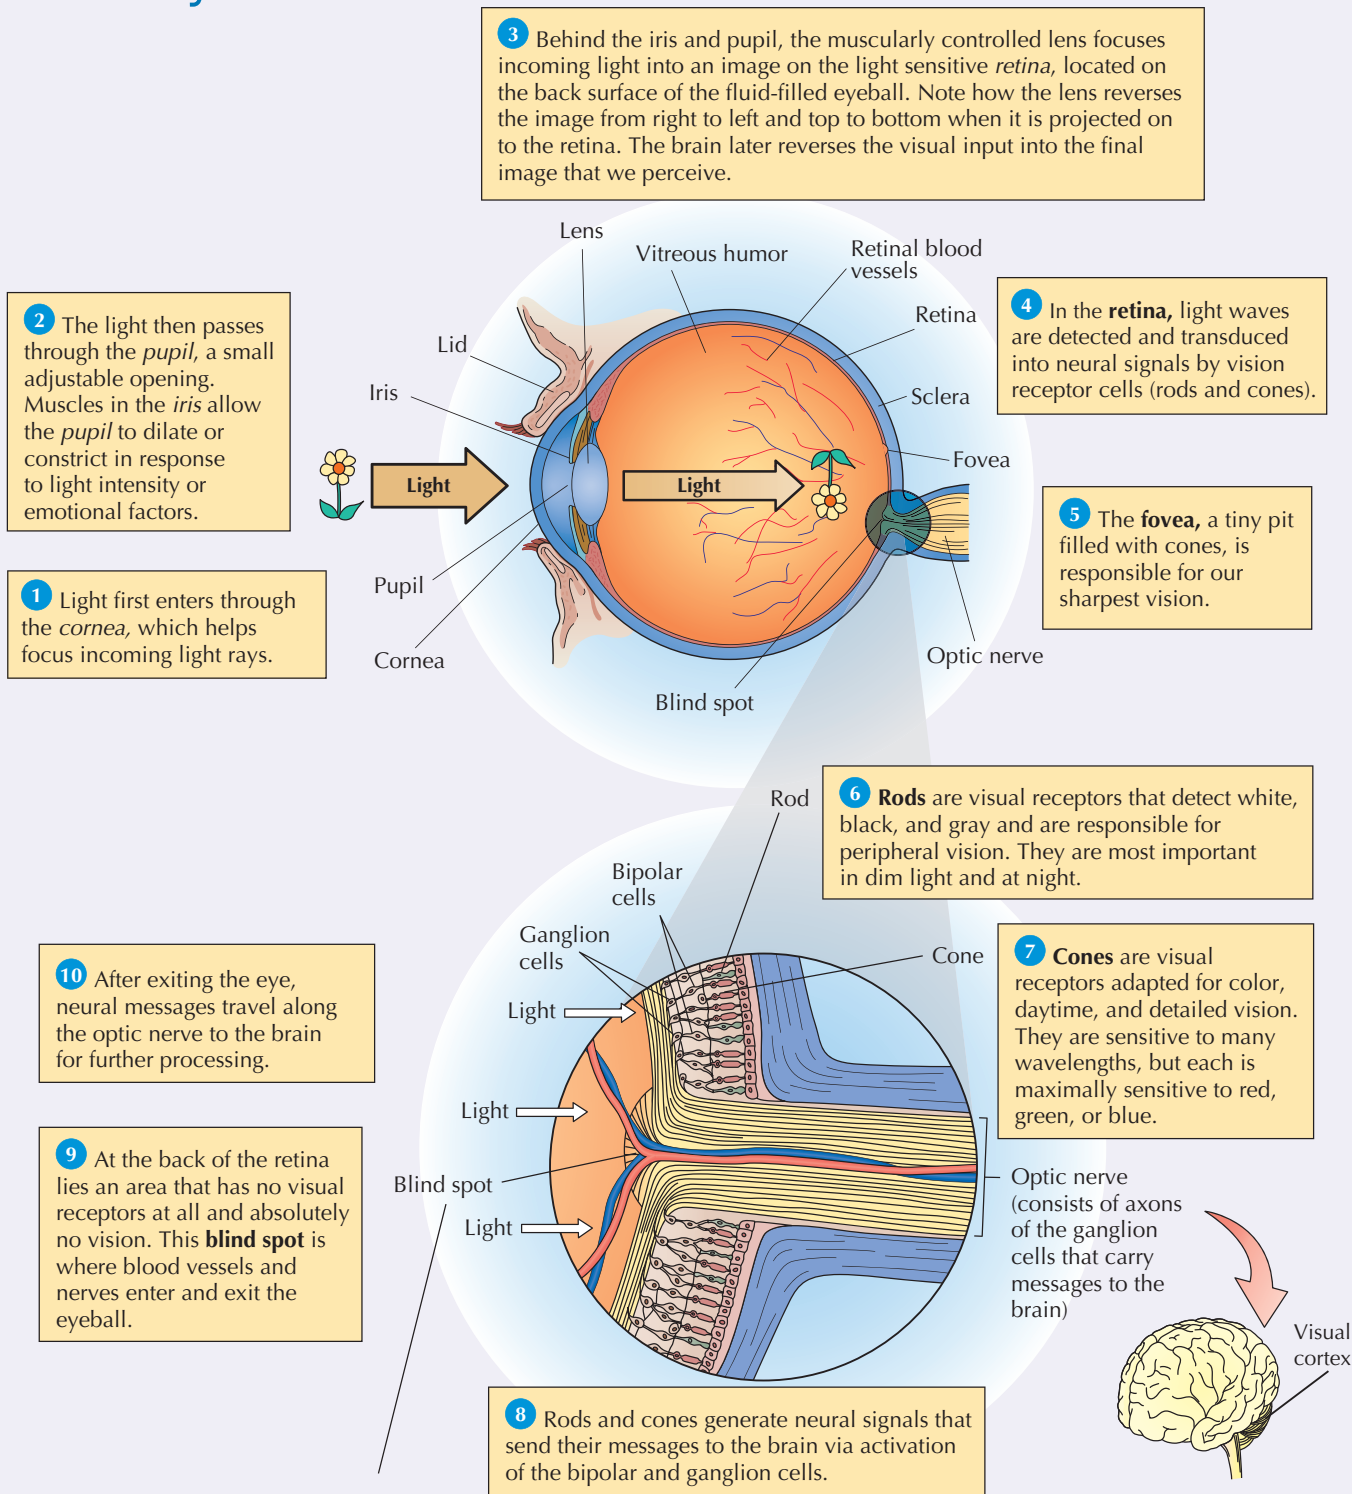 3 Behind the iris and pupil, the muscularly controlled lens focuses
incoming light into an image on the light sensitive retina, located on
the back surface of the fluid-filled eyeball. Note how the lens reverses
the image from right to left and top to bottom when it is projected on
to the retina. The brain later reverses the visual input into the final
image that we perceive.
Lens
Vitreous humor
Retinal blood
vessels
Retina
Sclera
Fovea
Optic nerve
Blind spot
Lid
Iris
Pupil
Cornea
Light
Light
2 The light then passes
through the pupil, a small
adjustable opening.
Muscles in the iris allow
the pupil to dilate or
constrict in response
to light intensity or
emotional factors.
1 Light first enters through
the cornea, which helps
focus incoming light rays.
4 In the retina, light waves
are detected and transduced
into neural signals by vision
receptor cells (rods and cones).
5 The fovea, a tiny pit
filled with cones, is
responsible for our
sharpest vision.
6 Rods are visual receptors that detect white,
black, and gray and are responsible for
peripheral vision. They are most important
in dim light and at night.
Rod
Bipolar
cells
Ganglion
cells
Cone
Light
Light
Blind spot
Light
7 Cones are visual
receptors adapted for color,
daytime, and detailed vision.
They are sensitive to many
wavelengths, but each is
maximally sensitive to red,
green, or blue.
10 After exiting the eye,
neural messages travel along
the optic nerve to the brain
for further processing.
9 At the back of the retina
lies an area that has no visual
receptors at all and absolutely
no vision. This blind spot is
where blood vessels and
nerves enter and exit the
eyeball.
Optic nerve
(consists of axons
of the ganglion
cells that carry
messages to the
brain)
Visual
cortex
8 Rods and cones generate neural signals that
send their messages to the brain via activation
of the bipolar and ganglion cells.